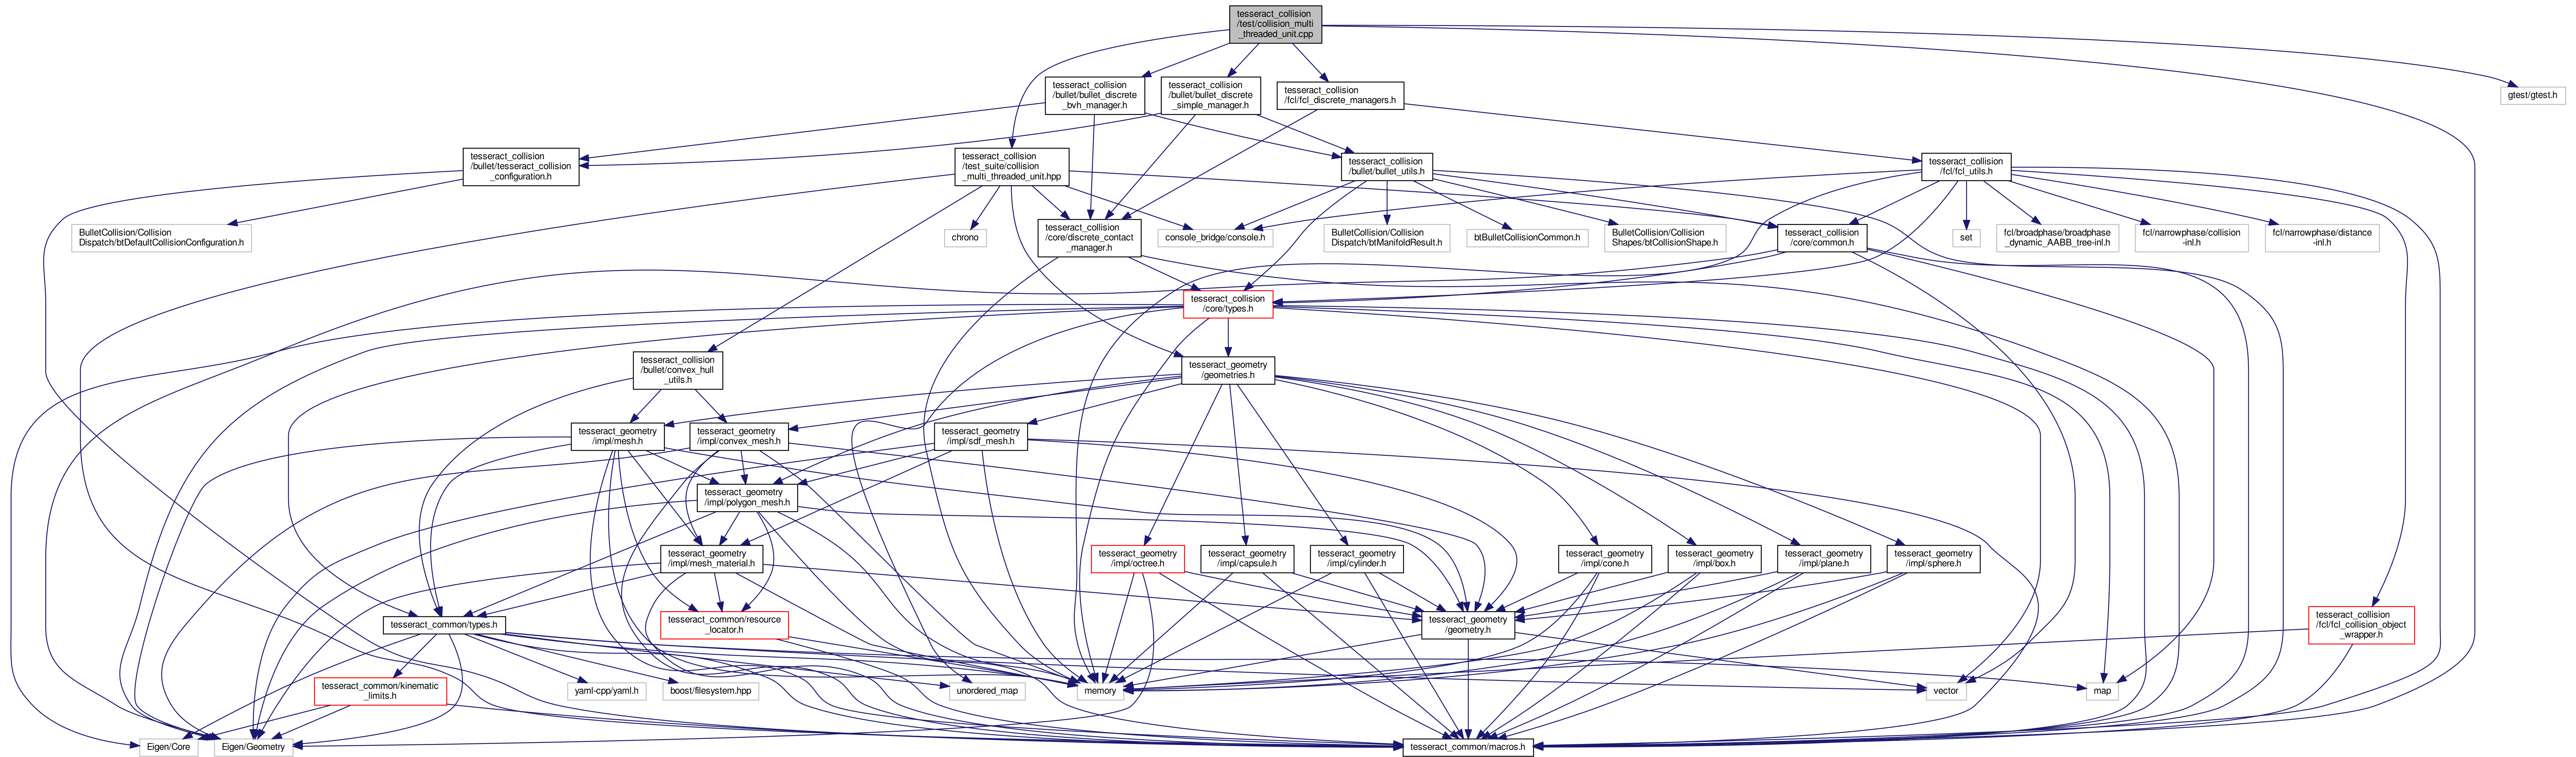 tesseract_collision
/test/collision_multi
_threaded_unit.cpp
tesseract_collision
/bullet/bullet_discrete
_bvh_manager.h
tesseract_collision
/bullet/bullet_discrete
_simple_manager.h
tesseract_collision
/fcl/fcl_discrete_managers.h
gtest/gtest.h
tesseract_collision
/bullet/tesseract_collision
_configuration.h
tesseract_collision
/test_suite/collision
_multi_threaded_unit.hpp
tesseract_collision
/bullet/bullet_utils.h
tesseract_collision
/fcl/fcl_utils.h
BulletCollision/Collision
Dispatch/btDefaultCollisionConfiguration.h
chrono
tesseract_collision
/core/discrete_contact
_manager.h
console_bridge/console.h
BulletCollision/Collision
Dispatch/btManifoldResult.h
btBulletCollisionCommon.h
BulletCollision/Collision
Shapes/btCollisionShape.h
tesseract_collision
/core/common.h
set
fcl/broadphase/broadphase
_dynamic_AABB_tree-inl.h
fcl/narrowphase/collision
-inl.h
fcl/narrowphase/distance
-inl.h
tesseract_collision
/core/types.h
tesseract_collision
/bullet/convex_hull
_utils.h
tesseract_geometry
/geometries.h
tesseract_geometry
/impl/mesh.h
tesseract_geometry
/impl/convex_mesh.h
tesseract_geometry
/impl/sdf_mesh.h
tesseract_geometry
/impl/polygon_mesh.h
tesseract_geometry
/impl/mesh_material.h
tesseract_geometry
/impl/octree.h
tesseract_geometry
/impl/capsule.h
tesseract_geometry
/impl/cylinder.h
tesseract_geometry
/impl/cone.h
tesseract_geometry
/impl/box.h
tesseract_geometry
/impl/plane.h
tesseract_geometry
/impl/sphere.h
tesseract_common/types.h
tesseract_common/resource
_locator.h
tesseract_geometry
/geometry.h
tesseract_collision
/fcl/fcl_collision_object
_wrapper.h
tesseract_common/kinematic
_limits.h
yaml-cpp/yaml.h
boost/filesystem.hpp
unordered_map
memory
vector
map
Eigen/Core
Eigen/Geometry
tesseract_common/macros.h